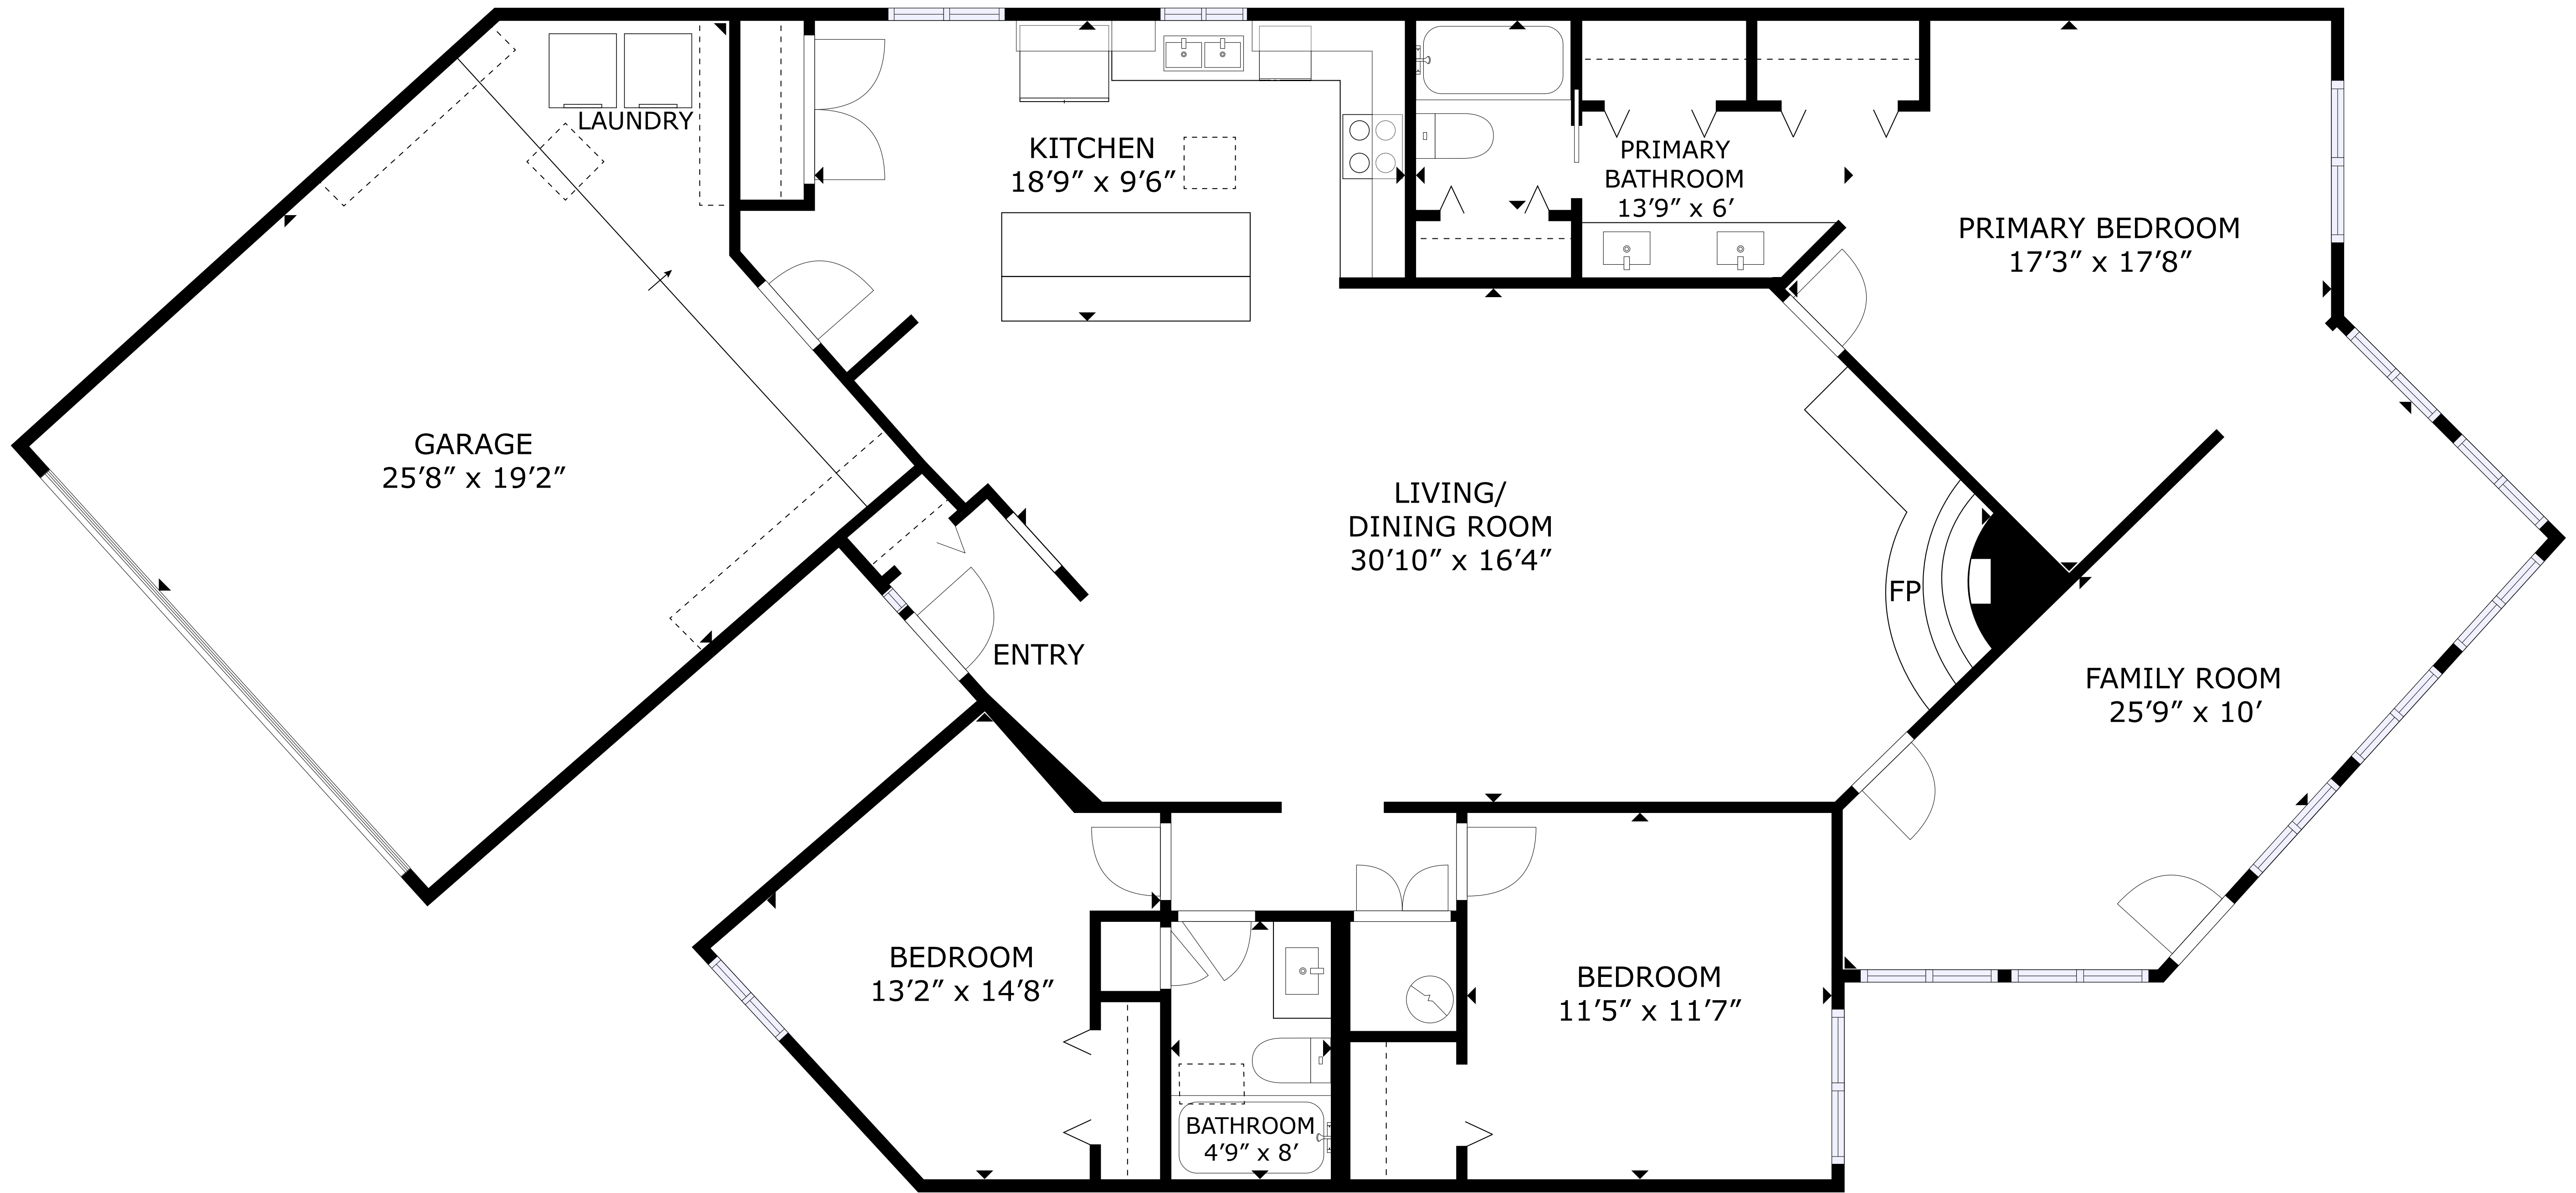 LAUNDRY
KITCHEN
18’9” x 9’6”
PRIMARY
BATHROOM
13’9” x 6’
PRIMARY BEDROOM
17’3” x 17’8”
GARAGE
25’8” x 19’2”
LIVING/
DINING ROOM
30’10” x 16’4”
FP
ENTRY
FAMILY ROOM
25’9” x 10’
BEDROOM
13’2” x 14’8”
BEDROOM
11’5” x 11’7”
BATHROOM
4’9” x 8’